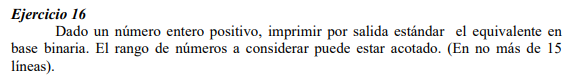 Ejercicio 16
Dado un número entero positivo, imprimir por salida estándar el equivalente en
base binaria. El rango de números a considerar puede estar acotado. (En no más de 15
líneas).